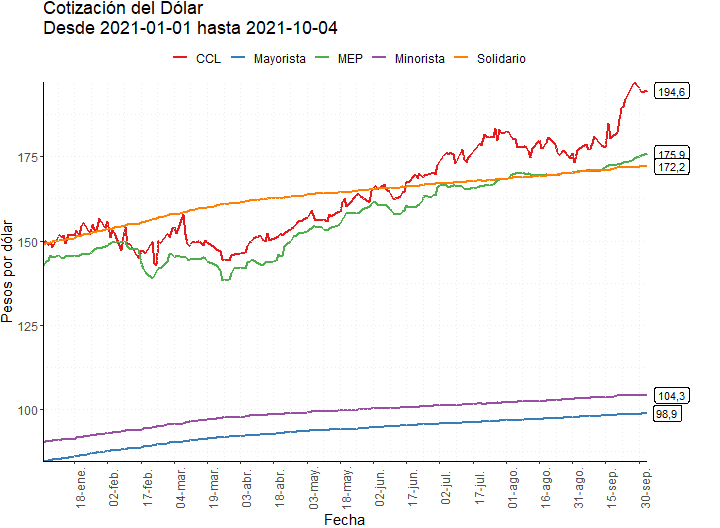 Cotización del Dólar
Desde 2021-01-01 hasta 2021-10-04
CCL Mayorista MEP Minorista Solidario
Pesos por dólar
175
150
125
100
194,6
175,9
172,2
104,3
98,9
18-ene.
02-feb.
17-feb.
04-mar.
19-mar.
03-abr.
18-abr.
03-may.
18-may.
02-jun.
17-jun.
02-jul.
17-jul.
01-ago.
16-ago.
31-ago.
15-sep.
30-sep.
Fecha